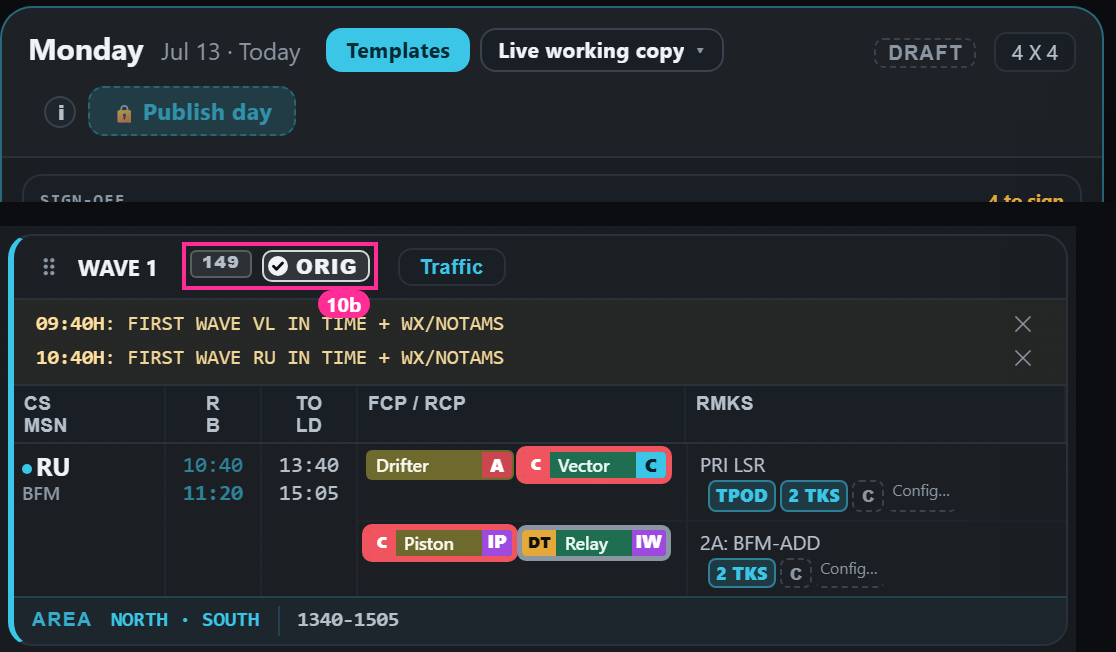 Monday Jul 13 · Today Templates Live working copy DRAFT 4 X 4
i Publish day
SIGN-OFF 4 to sign
WAVE 1 149 ORIG Traffic
10b
09:40H: FIRST WAVE VL IN TIME + WX/NOTAMS
10:40H: FIRST WAVE RU IN TIME + WX/NOTAMS
CS R TO FCP / RCP RMKS
MSN B LD
RU 10:40 13:40 Drifter A C Vector C PRI LSR
BFM 11:20 15:05 TPOD 2 TKS C Config...
C Piston IP DT Relay IW 2A: BFM-ADD
2 TKS C Config...
AREA NORTH · SOUTH 1340-1505